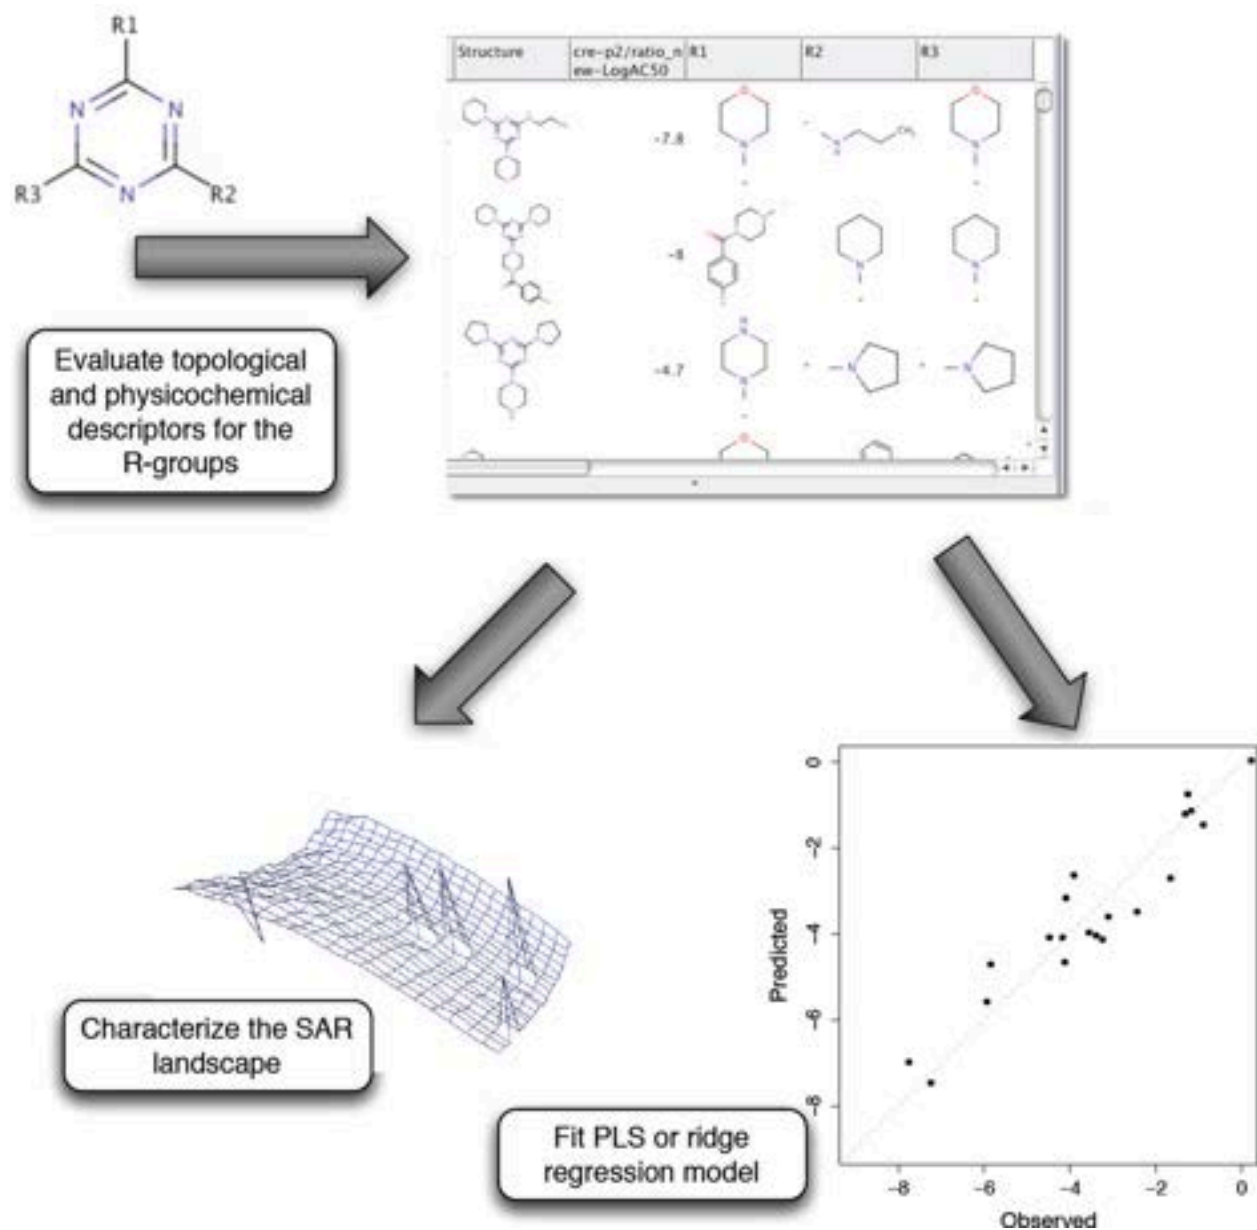 R1
N
N
R3
N
R2
Structure
cre-p2/ratio_n
ew-LogAC50
R1
R2
R3
O
O
-7.8
N
N
H
CH₃
N
-8
N
N
H
N
-4.7
N
N
N
O
Evaluate topological
and physicochemical
descriptors for the
R-groups
Characterize the SAR
landscape
Fit PLS or ridge
regression model
Predicted
0
-2
-4
-6
-8
-8
-6
-4
-2
0
Observed